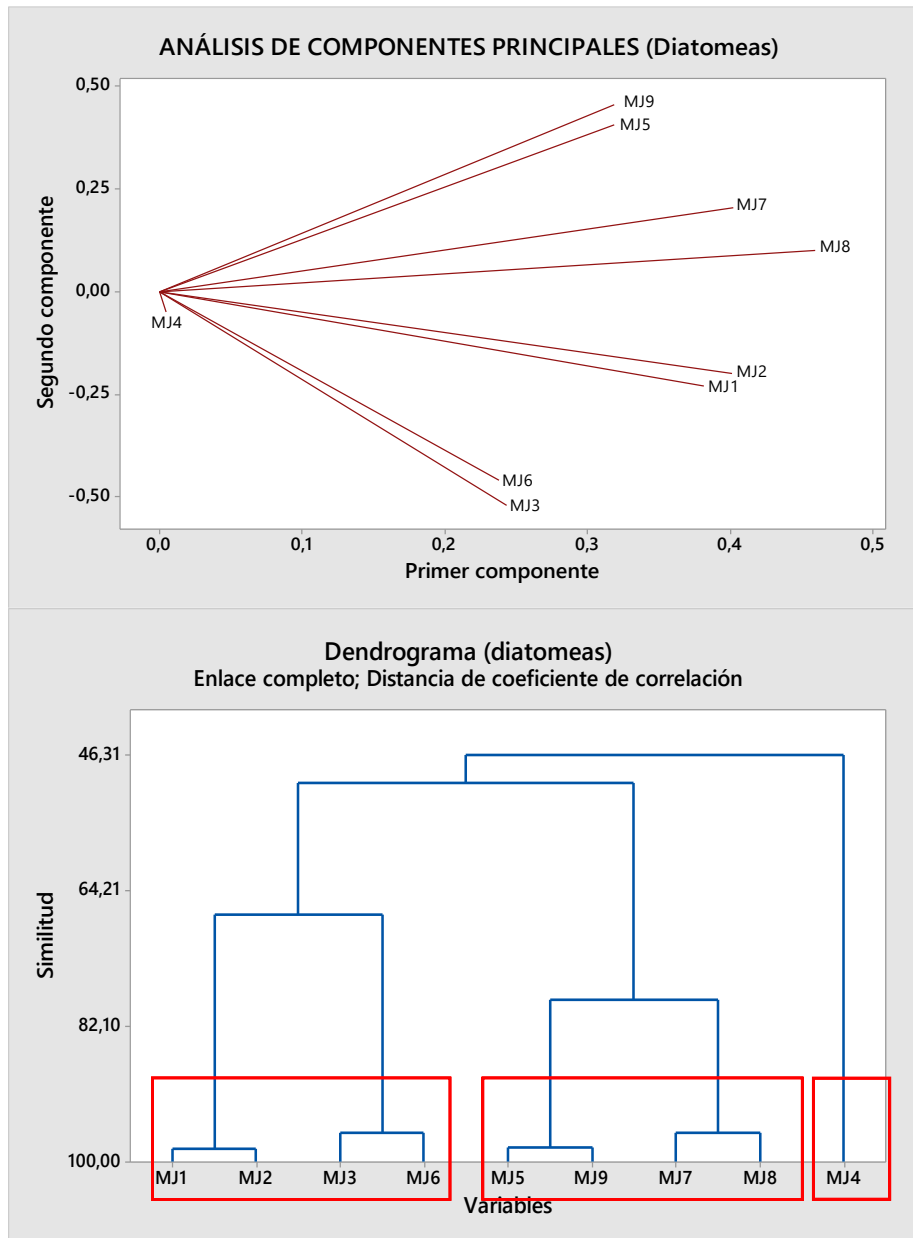 ANÁLISIS DE COMPONENTES PRINCIPALES (Diatomeas)
0,50
0,25
0,00
-0,25
-0,50
Segundo componente
MJ9
MJ5
MJ7
MJ8
MJ4
MJ2
MJ1
MJ6
MJ3
0,0 0,1 0,2 0,3 0,4 0,5
Primer componente
Dendrograma (diatomeas)
Enlace completo; Distancia de coeficiente de correlación
46,31
64,21
82,10
100,00
Similitud
MJ1 MJ2 MJ3 MJ6 MJ5 MJ9 MJ7 MJ8 MJ4
Variables